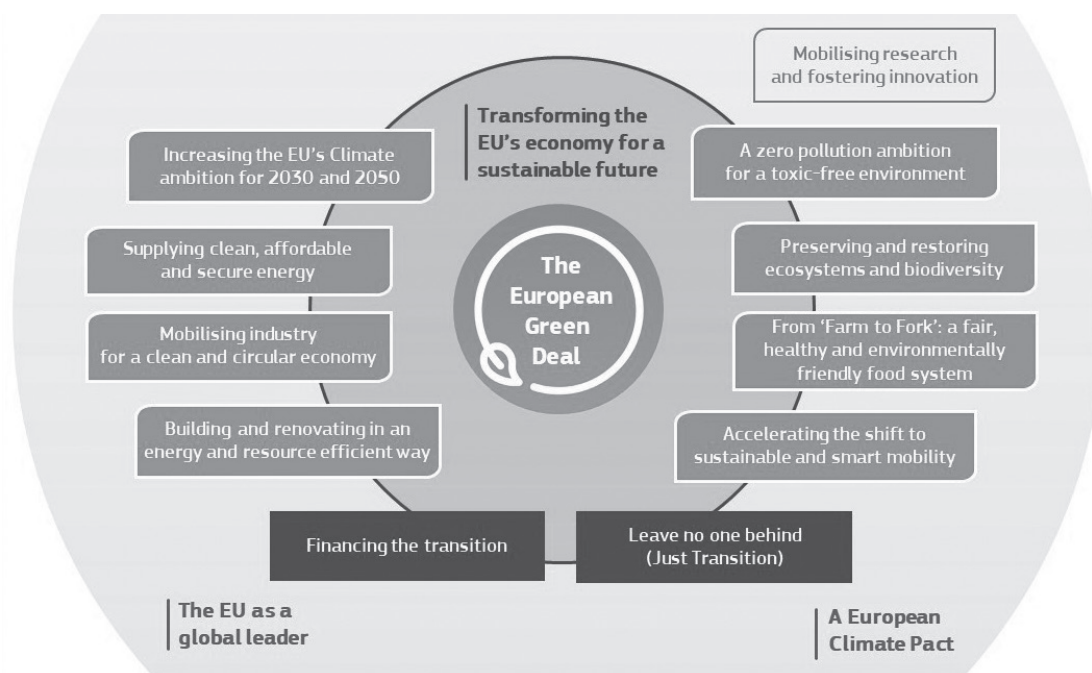 Mobilising research
and fostering innovation
Transforming the
EU's economy for a
sustainable future
Increasing the EU's Climate
ambition for 2030 and 2050
A zero pollution ambition
for a toxic-free environment
Supplying clean, affordable
and secure energy
Preserving and restoring
ecosystems and biodiversity
The
European
Green
Deal
Mobilising industry
for a clean and circular economy
From ‘Farm to Fork’: a fair,
healthy and environmentally
friendly food system
Building and renovating in an
energy and resource efficient way
Accelerating the shift to
sustainable and smart mobility
Financing the transition
Leave no one behind
(Just Transition)
The EU as a
global leader
A European
Climate Pact